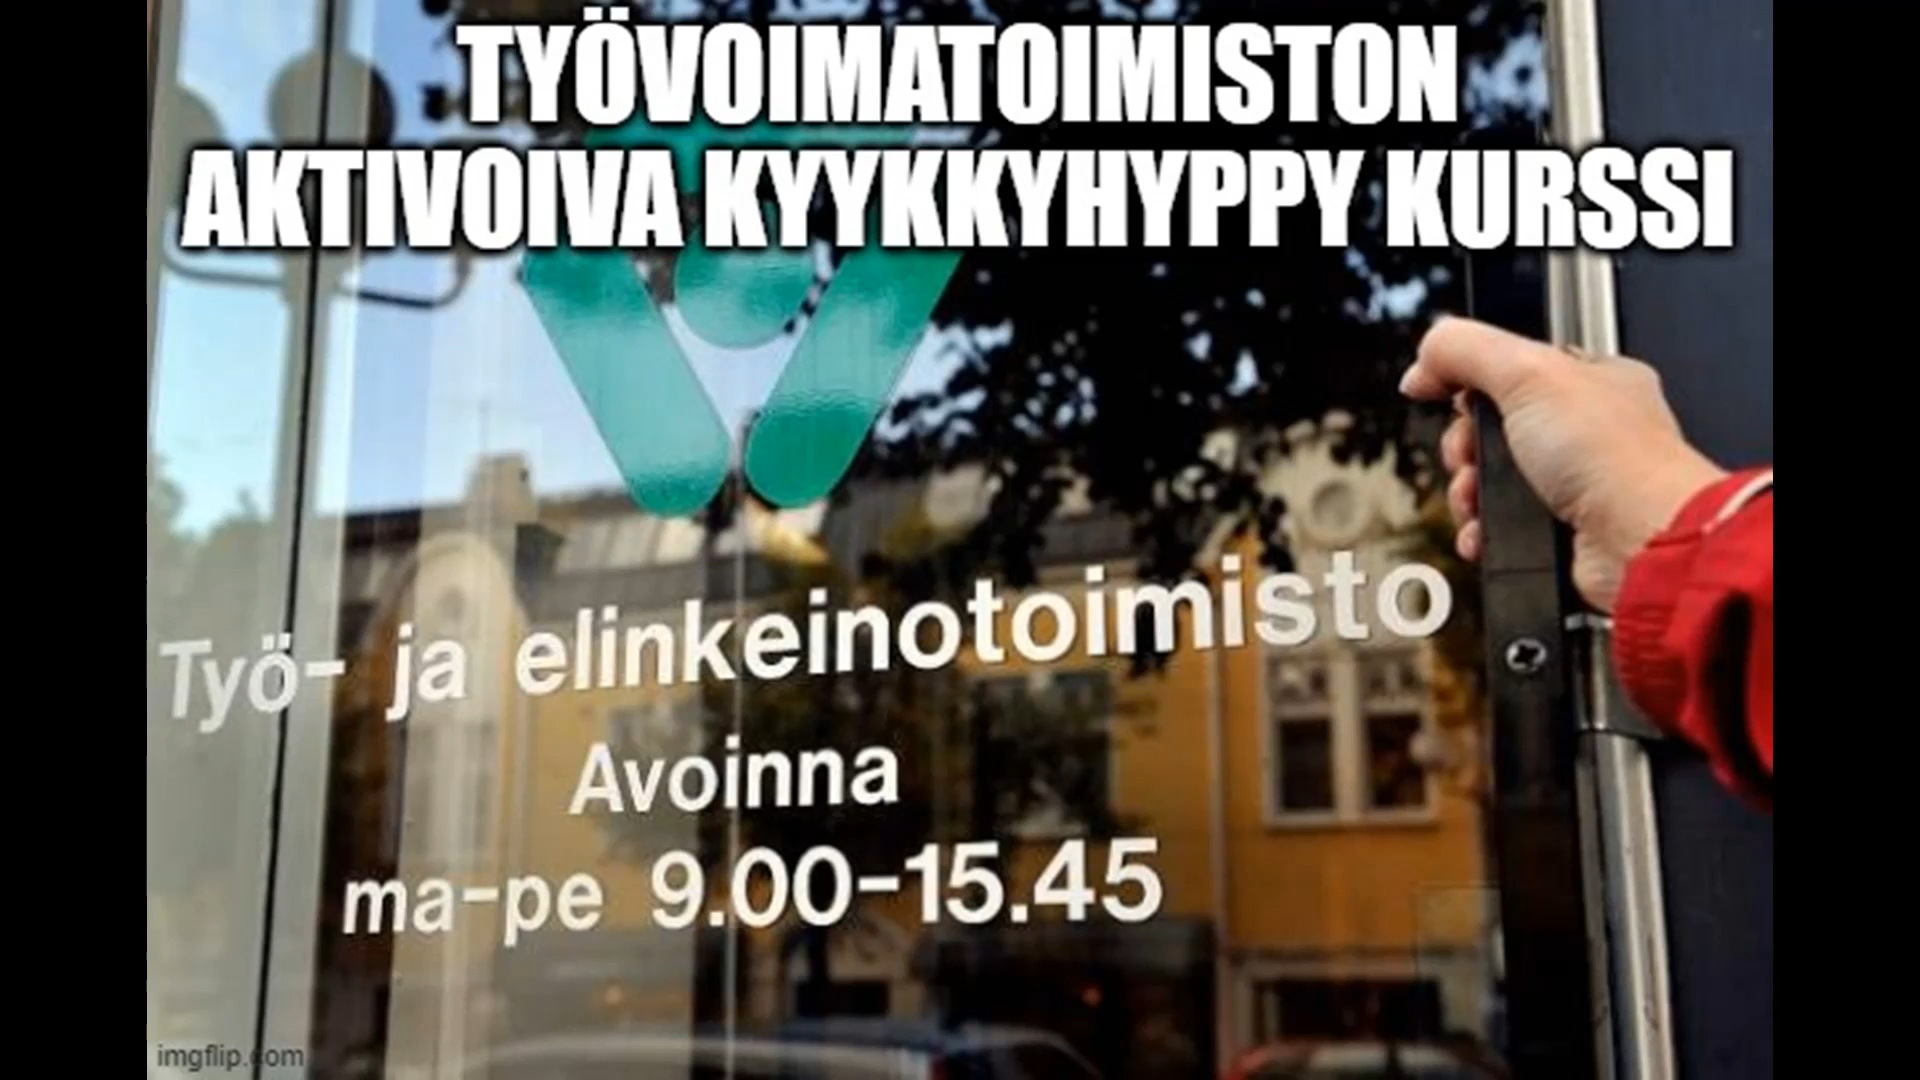 TYÖVOIMATOIMISTON
AKTIVOIVA KYYKKYHYPPY KURSSI
Työ- ja elinkeinotoimisto
Avoinna
ma-pe 9.00-15.45
imgflip.com